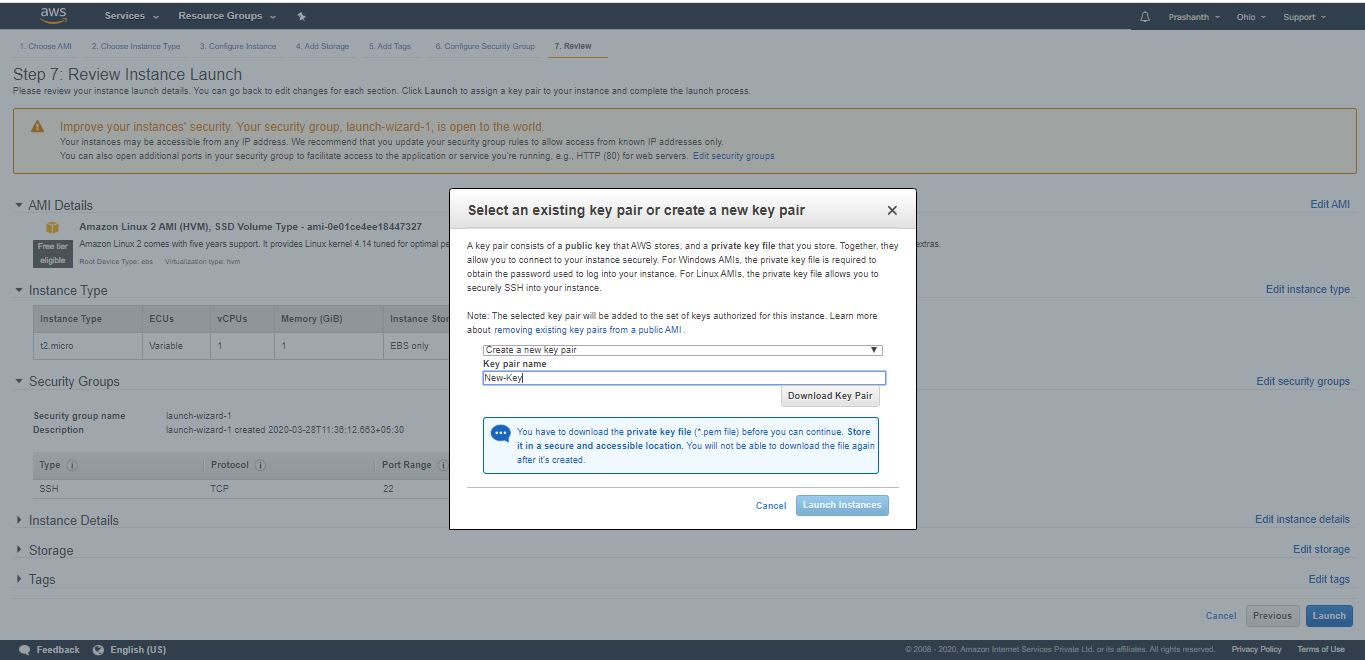 aws Services Resource Groups Prashanth Ohio Support
1. Choose AMI 2. Choose Instance Type 3. Configure Instance 4. Add Storage 5. Add Tags 6. Configure Security Group 7. Review
Step 7: Review Instance Launch
Please review your instance launch details. You can go back to edit changes for each section. Click Launch to assign a key pair to your instance and complete the launch process.
Improve your instances' security. Your security group, launch-wizard-1, is open to the world.
Your instances may be accessible from any IP address. We recommend that you update your security group rules to allow access from known IP addresses only.
You can also open additional ports in your security group to facilitate access to the application or service you're running, e.g., HTTP (80) for web servers. Edit security groups
AMI Details Edit AMI
Amazon Linux 2 AMI (HVM), SSD Volume Type - ami-0e01ce4ee18447327
Free tier
eligible
Amazon Linux 2 comes with five years support. It provides Linux kernel 4.14 tuned for optimal pe
extras.
Root Device Type: ebs Virtualization type: hvm
Instance Type Edit instance type
Instance Type ECUs vCPUs Memory (GiB) Instance Stor
t2.micro Variable 1 1 EBS only
Security Groups Edit security groups
Security group name launch-wizard-1
Description launch-wizard-1 created 2020-03-28T11:36:12.663+05:30
Type Protocol Port Range
SSH TCP 22
Instance Details Edit instance details
Storage Edit storage
Tags Edit tags
Select an existing key pair or create a new key pair
A key pair consists of a public key that AWS stores, and a private key file that you store. Together, they
allow you to connect to your instance securely. For Windows AMIs, the private key file is required to
obtain the password used to log into your instance. For Linux AMIs, the private key file allows you to
securely SSH into your instance.
Note: The selected key pair will be added to the set of keys authorized for this instance. Learn more
about removing existing key pairs from a public AMI.
Create a new key pair
Key pair name
New-Key
Download Key Pair
You have to download the private key file (*.pem file) before you can continue. Store
it in a secure and accessible location. You will not be able to download the file again
after it's created.
Cancel Launch Instances
Cancel Previous Launch
Feedback English (US) © 2008 - 2020, Amazon Internet Services Private Ltd. or its affiliates. All rights reserved. Privacy Policy Terms of Use